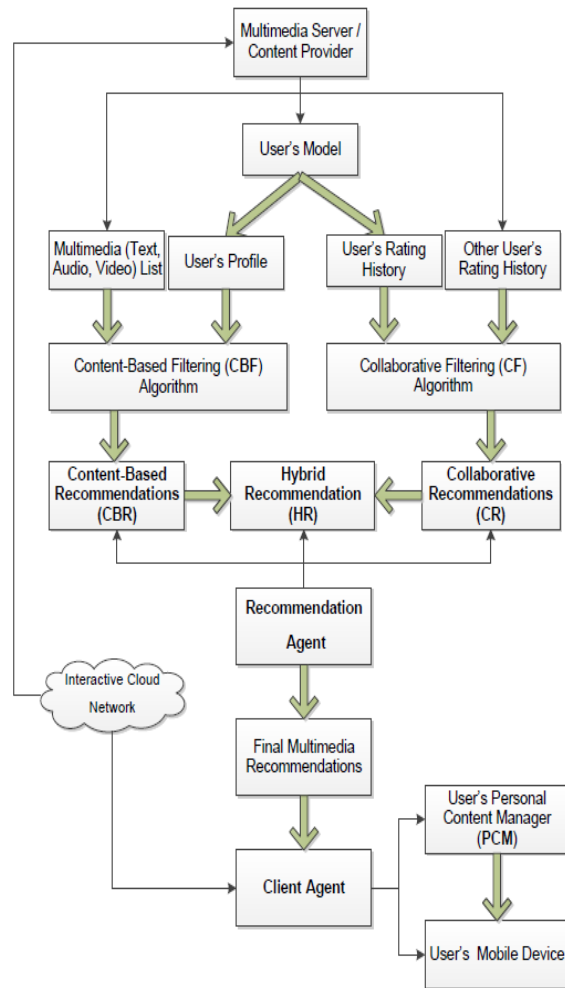 Multimedia Server /
Content Provider
User's Model
Multimedia (Text,
Audio, Video) List
User's Profile
User's Rating
History
Other User's
Rating History
Content-Based Filtering (CBF)
Algorithm
Collaborative Filtering (CF)
Algorithm
Content-Based
Recommendations
(CBR)
Hybrid
Recommendation
(HR)
Collaborative
Recommendations
(CR)
Recommendation
Agent
Interactive Cloud
Network
Final Multimedia
Recommendations
User's Personal
Content Manager
(PCM)
Client Agent
User's Mobile Device